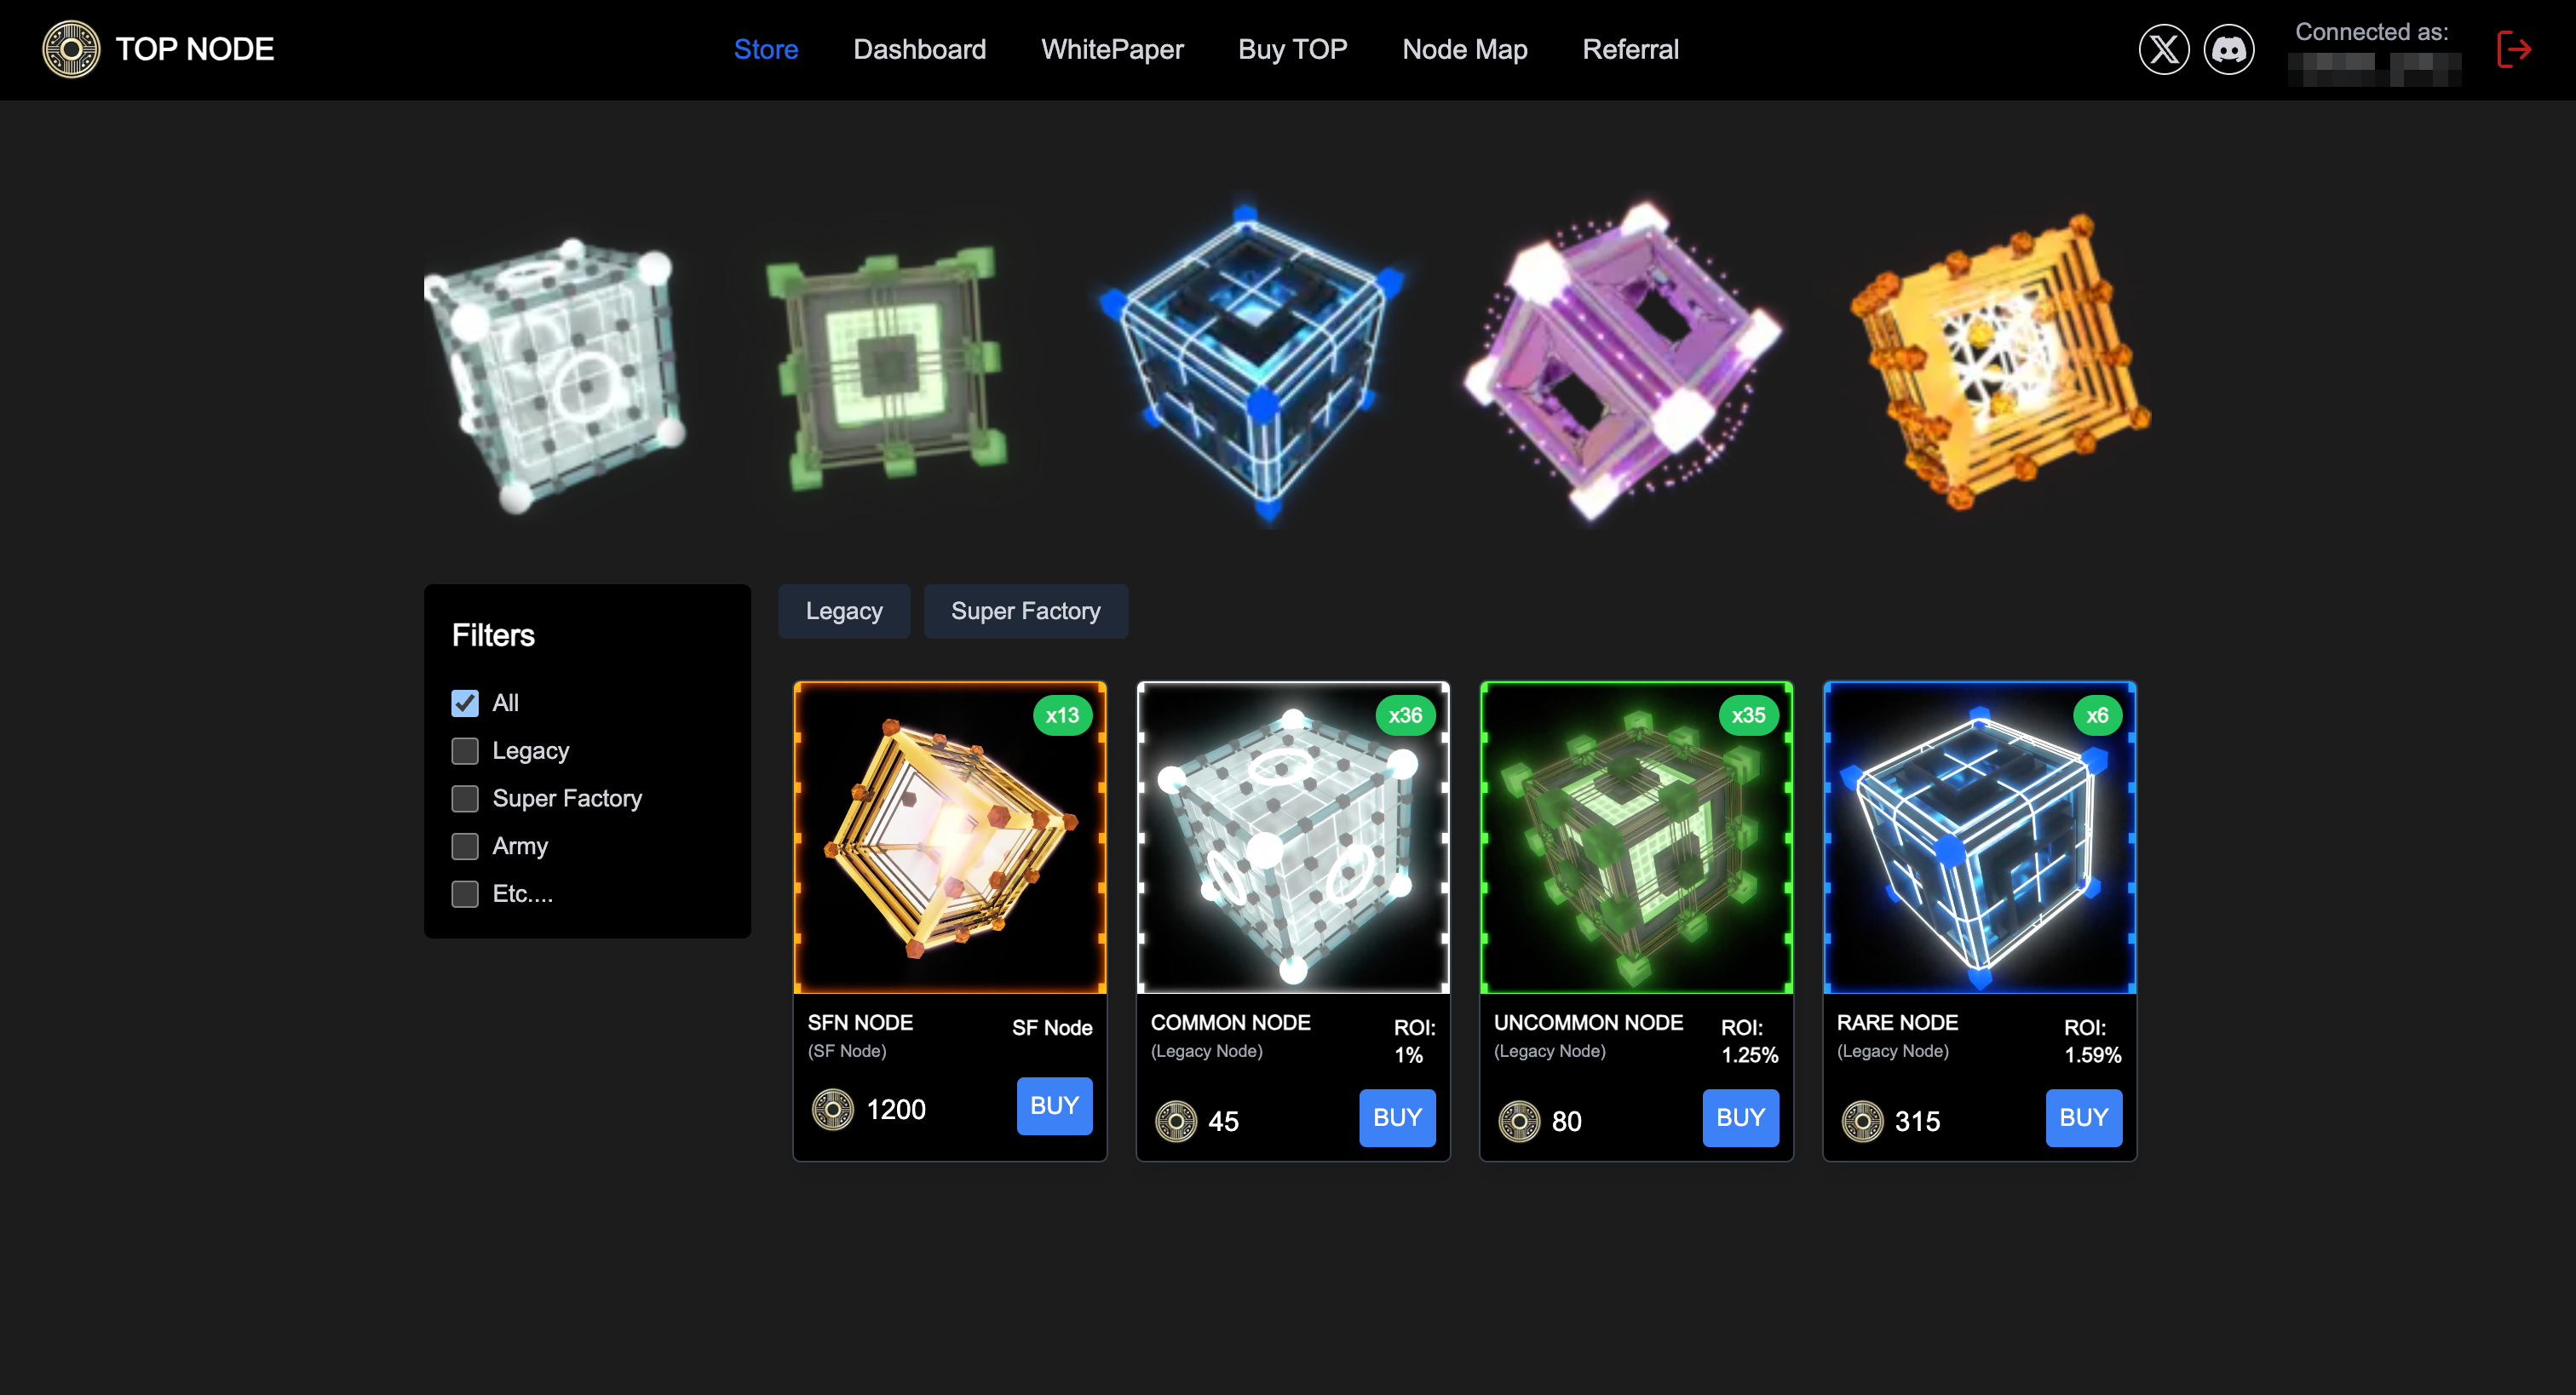 TOP NODE
Store
Dashboard
WhitePaper
Buy TOP
Node Map
Referral
Connected as:
Filters
All
Legacy
Super Factory
Army
Etc....
Legacy
Super Factory
x13
SFN NODE
SF Node
(SF Node)
1200
BUY
x36
COMMON NODE
ROI:
(Legacy Node)
1%
45
BUY
x35
UNCOMMON NODE
ROI:
(Legacy Node)
1.25%
80
BUY
x6
RARE NODE
ROI:
(Legacy Node)
1.59%
315
BUY